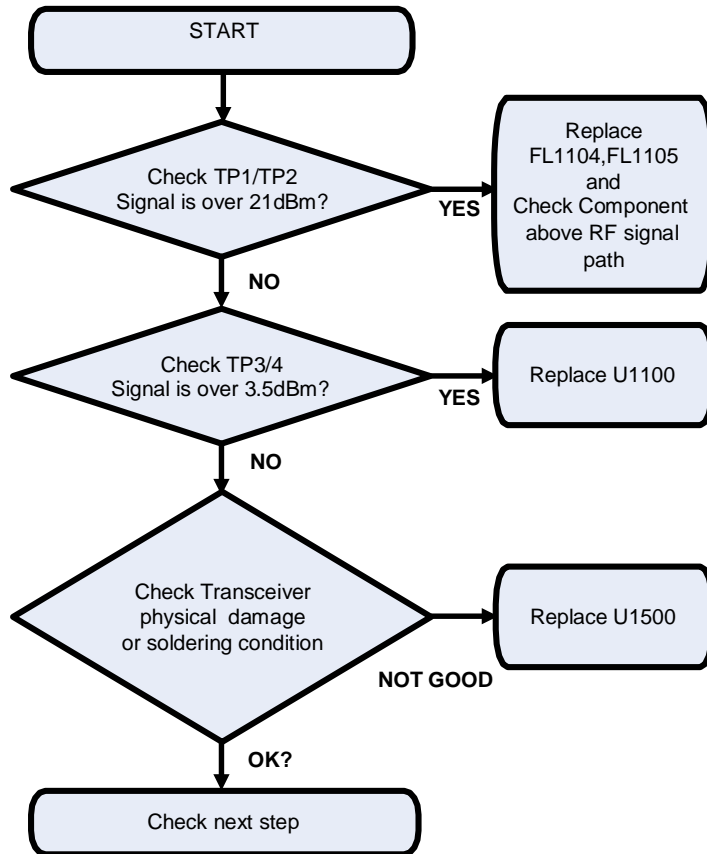 START
Check TP1/TP2
Signal is over 21dBm?
YES
Replace
FL1104,FL1105
and
Check Component
above RF signal
path
NO
Check TP3/4
Signal is over 3.5dBm?
YES
Replace U1100
NO
Check Transceiver
physical damage
or soldering condition
NOT GOOD
Replace U1500
OK?
Check next step